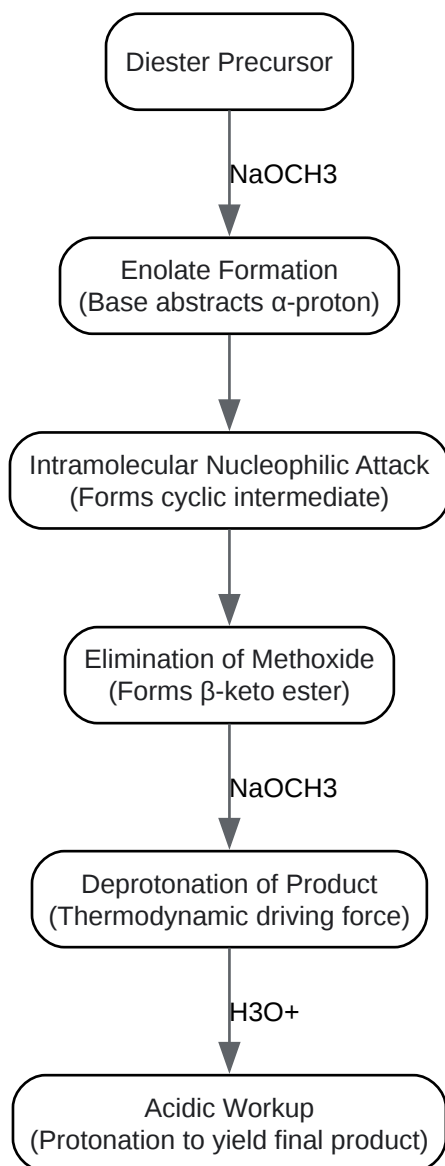 Diester Precursor
NaOCH3
Enolate Formation
(Base abstracts α-proton)
Intramolecular Nucleophilic Attack
(Forms cyclic intermediate)
Elimination of Methoxide
(Forms β-keto ester)
NaOCH3
Deprotonation of Product
(Thermodynamic driving force)
H3O+
Acidic Workup
(Protonation to yield final product)